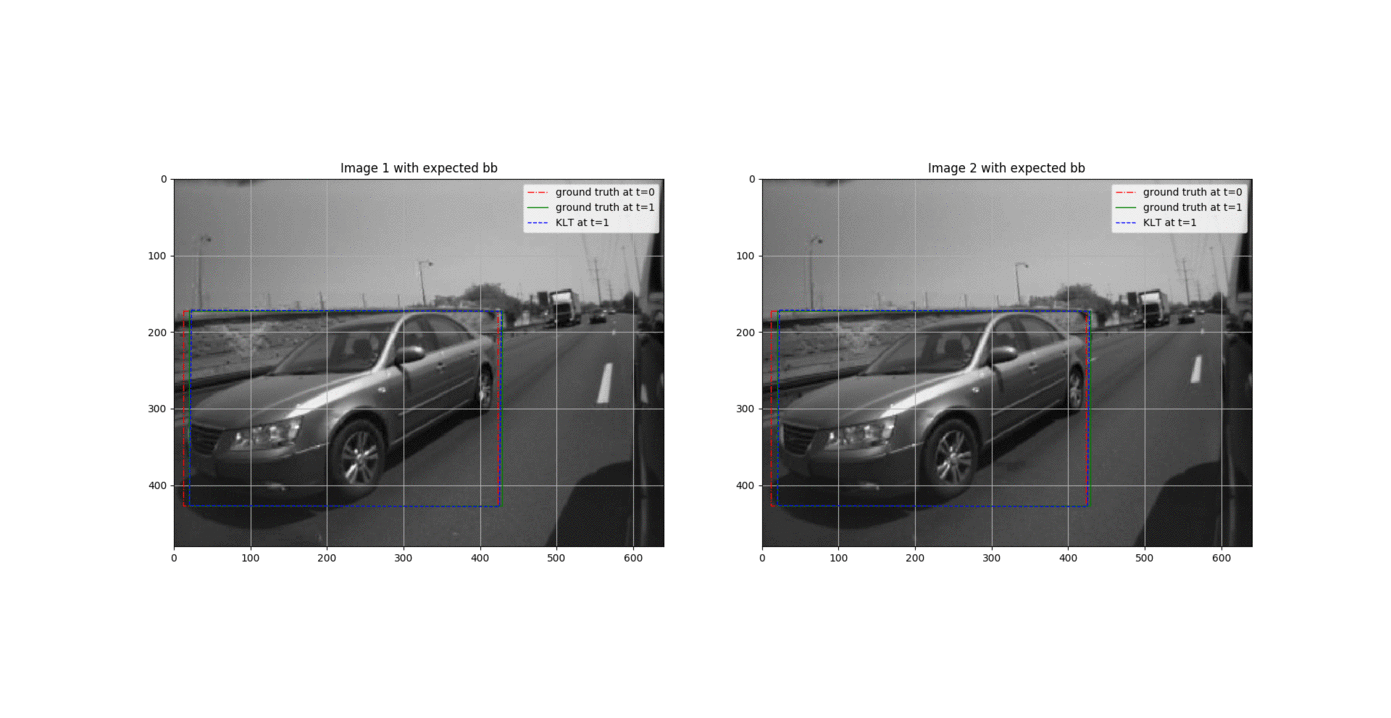 Image 1 with expected bb
0
100
200
300
400
0 100 200 300 400 500 600
ground truth at t=0
ground truth at t=1
KLT at t=1
Image 2 with expected bb
0
100
200
300
400
0 100 200 300 400 500 600
ground truth at t=0
ground truth at t=1
KLT at t=1